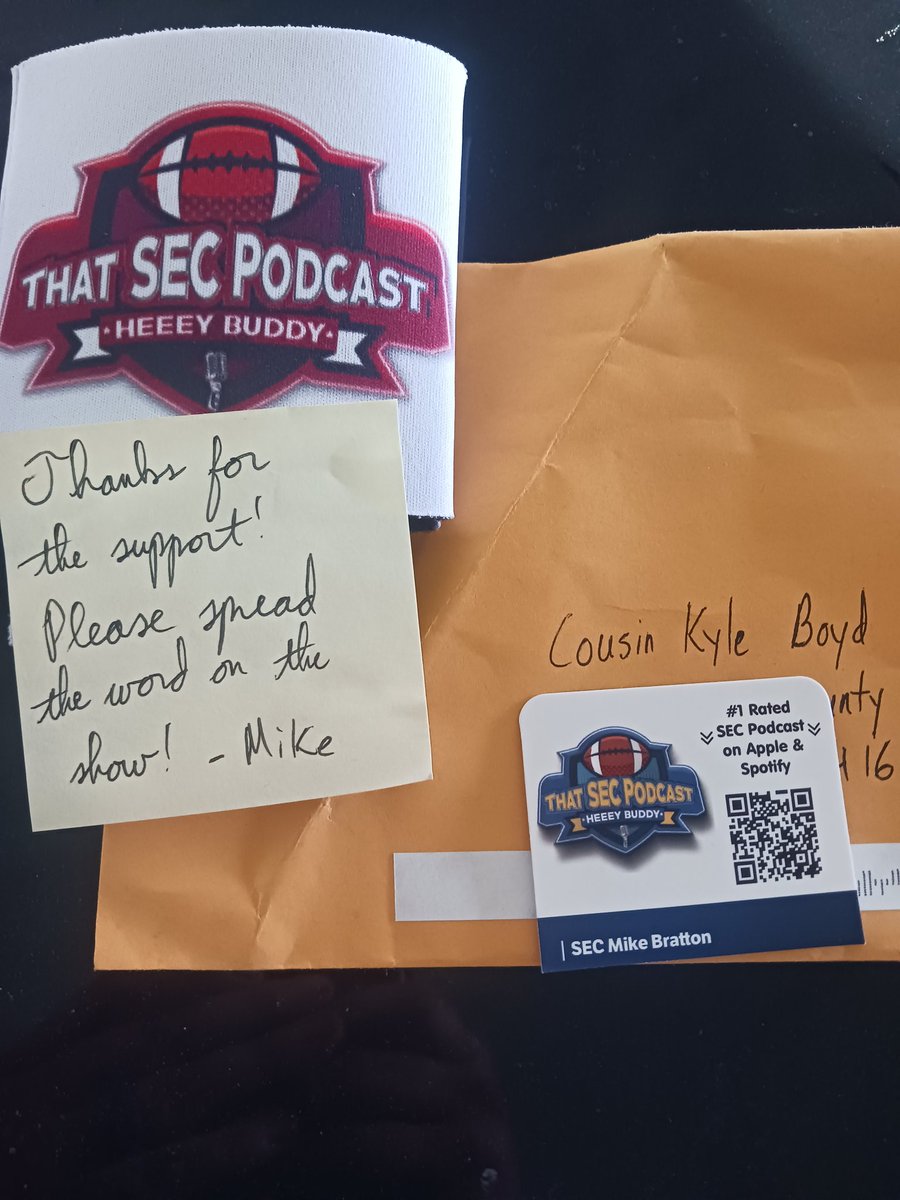 THAT SEC PODCAST
HEEEY BUDDY
Thanks for
the support!
Please spread
the word on the
show! - Mike
Cousin Kyle Boyd
#1 Rated
SEC Podcast
on Apple &
Spotify
THAT SEC PODCAST
HEEEY BUDDY
16
| SEC Mike Bratton